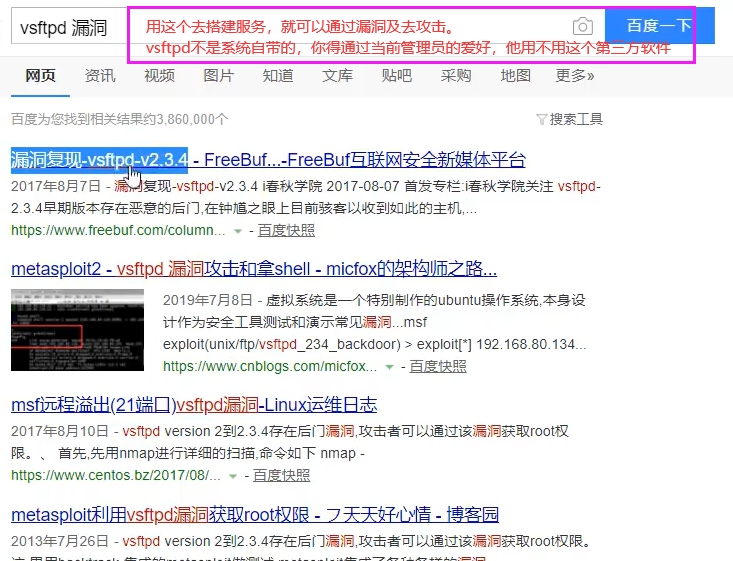 vsftpd 漏洞
用这个去搭建服务，就可以通过漏洞及去攻击。
vsftpd不是系统自带的，你得通过当前管理员的爱好，他用不用这个第三方软件
百度一下
网页 资讯 视频 图片 知道 文库 贴吧 采购 地图 更多»
百度为您找到相关结果约3,860,000个 搜索工具
漏洞复现-vsftpd-v2.3.4 - FreeBuf...-FreeBuf互联网安全新媒体平台
2017年8月7日 - 漏洞复现-vsftpd-v2.3.4 i春秋学院 2017-08-07 首发专栏:i春秋学院关注 vsftpd-
2.3.4早期版本存在恶意的后门,在钟馗之眼上目前骇客以收到如此的主机,...
https://www.freebuf.com/column... - 百度快照
metasploit2 - vsftpd 漏洞攻击和拿shell - micfox的架构师之路...
2019年7月8日 - 虚拟系统是一个特别制作的ubuntu操作系统,本身设
计作为安全工具测试和演示常见漏洞...msf
exploit(unix/ftp/vsftpd_234_backdoor) > exploit[*] 192.168.80.134...
https://www.cnblogs.com/micfox... - 百度快照
msf远程溢出(21端口)vsftpd漏洞-Linux运维日志
2017年8月10日 - vsftpd version 2到2.3.4存在后门漏洞,攻击者可以通过该漏洞获取root权
限。、 首先,先用nmap进行详细的扫描,命令如下 nmap -
https://www.centos.bz/2017/08/... - 百度快照
metasploit利用vsftpd漏洞获取root权限 - フ天天好心情 - 博客园
2013年7月26日 - vsftpd version 2到2.3.4存在后门漏洞,攻击者可以通过该漏洞获取root权限。